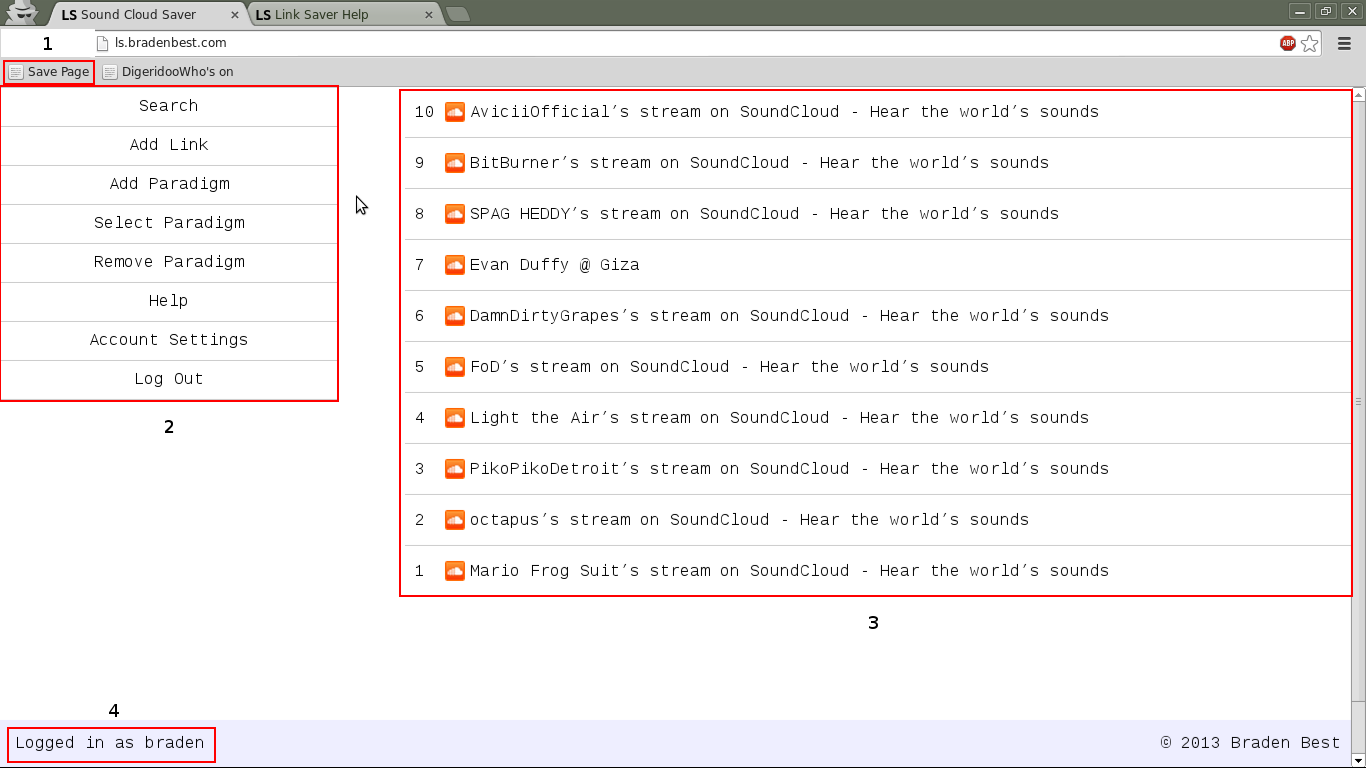 LS Sound Cloud Saver
LS Link Saver Help
1
ls.bradenbest.com
ABP
Save Page
DigeridooWho's on
Search
Add Link
Add Paradigm
Select Paradigm
Remove Paradigm
Help
Account Settings
Log Out
2
10 AviciiOfficial's stream on SoundCloud - Hear the world's sounds
9 BitBurner's stream on SoundCloud - Hear the world's sounds
8 SPAG HEDDY's stream on SoundCloud - Hear the world's sounds
7 Evan Duffy @ Giza
6 DamnDirtyGrapes's stream on SoundCloud - Hear the world's sounds
5 FoD's stream on SoundCloud - Hear the world's sounds
4 Light the Air's stream on SoundCloud - Hear the world's sounds
3 PikoPikoDetroit's stream on SoundCloud - Hear the world's sounds
2 octapus's stream on SoundCloud - Hear the world's sounds
1 Mario Frog Suit's stream on SoundCloud - Hear the world's sounds
3
4
Logged in as braden
© 2013 Braden Best